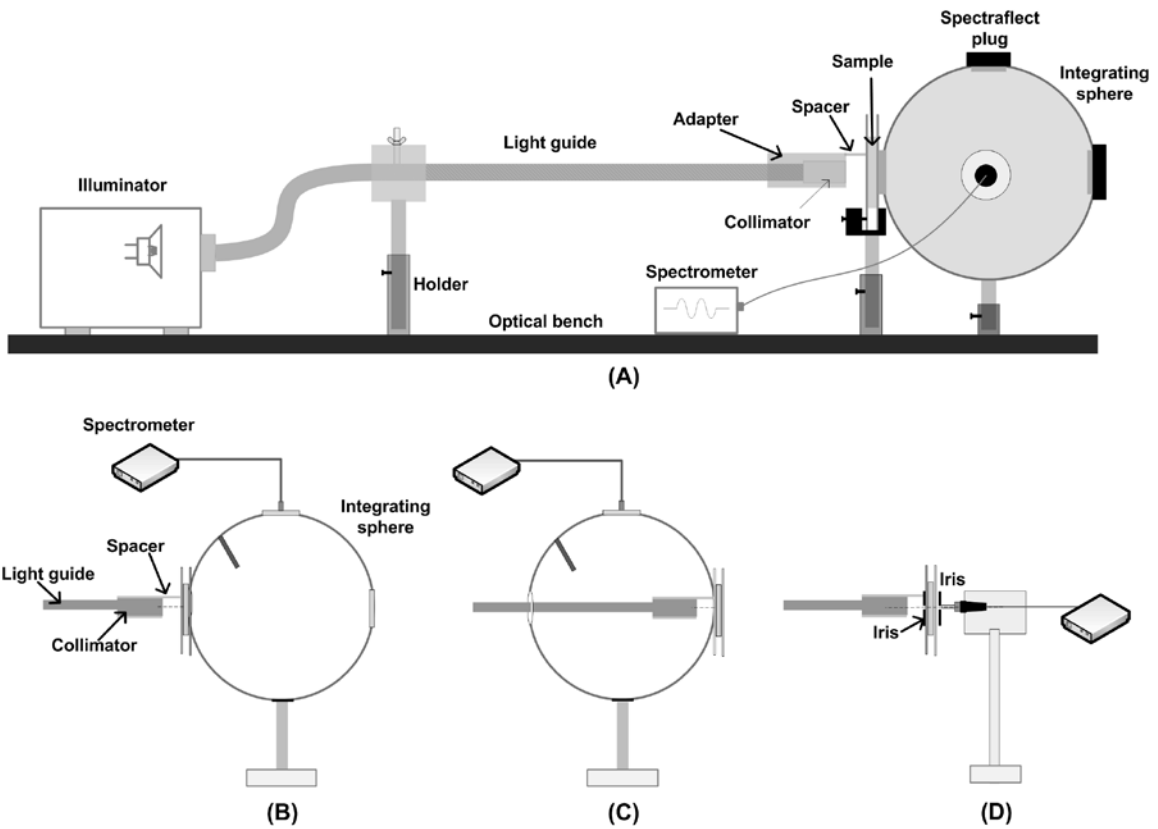 Spectraflect
plug
Sample
Integrating
sphere
Spacer
Adapter
Light guide
Illuminator
Collimator
Spectrometer
Holder
Optical bench
(A)
Spectrometer
Integrating
sphere
Spacer
Light guide
Collimator
Iris
Iris
(B)
(C)
(D)